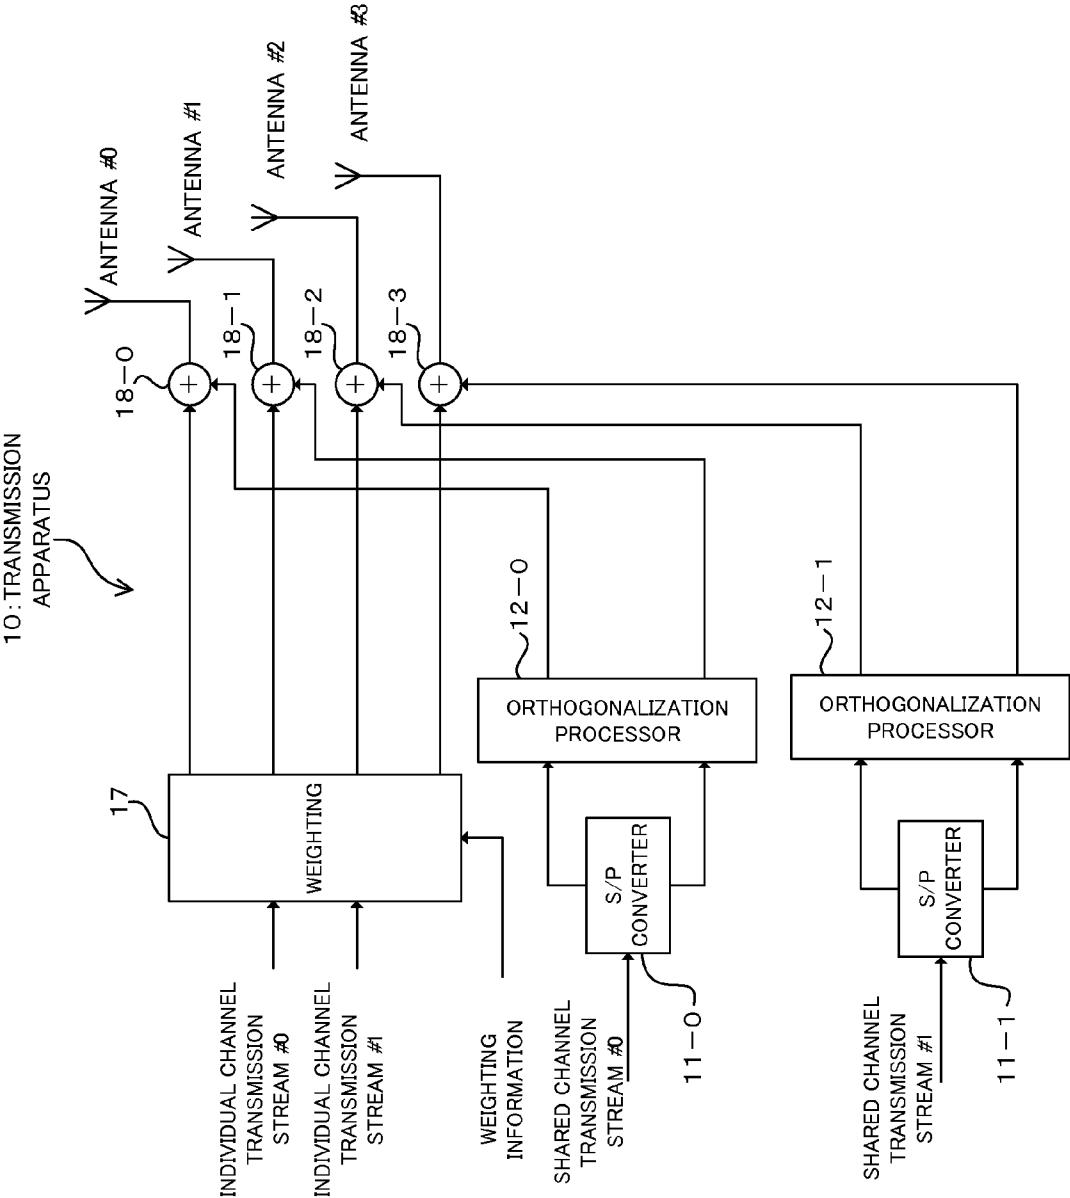 10:TRANSMISSION
APPARATUS
ANTENNA #0
ANTENNA #1
ANTENNA #2
ANTENNA #3
18-0
18-1
18-2
18-3
+
+
+
+
17
WEIGHTING
12-0
ORTHOGONALIZATION
PROCESSOR
12-1
ORTHOGONALIZATION
PROCESSOR
S/P
CONVERTER
11-0
S/P
CONVERTER
11-1
INDIVIDUAL CHANNEL
TRANSMISSION
STREAM #0
INDIVIDUAL CHANNEL
TRANSMISSION
STREAM #1
WEIGHTING
INFORMATION
SHARED CHANNEL
TRANSMISSION
STREAM #0
SHARED CHANNEL
TRANSMISSION
STREAM #1